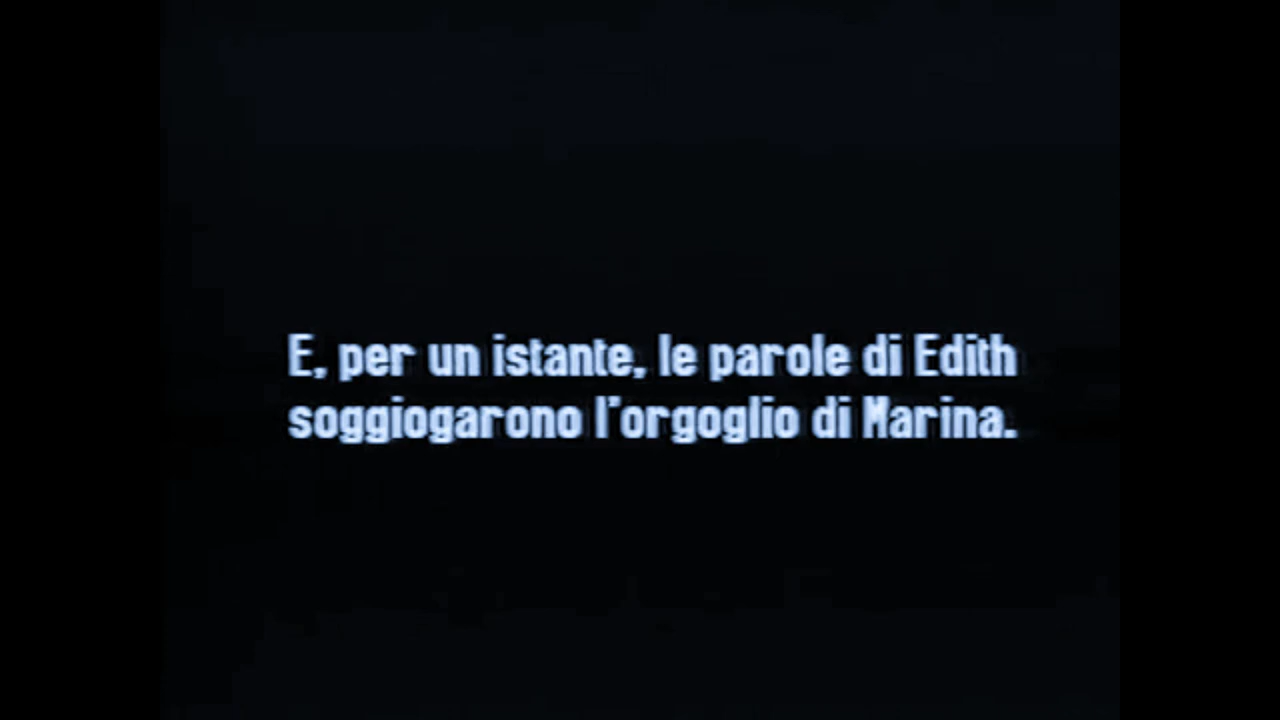 E, per un istante, le parole di Edith
soggiogarono l'orgoglio di Marina.